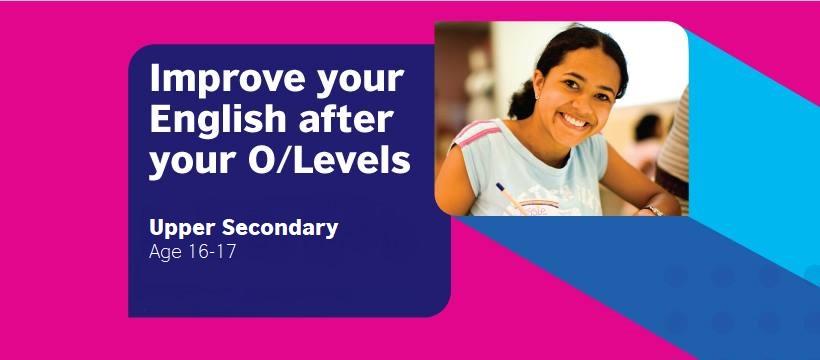 Improve your
English after
your O/Levels
Upper Secondary
Age 16-17